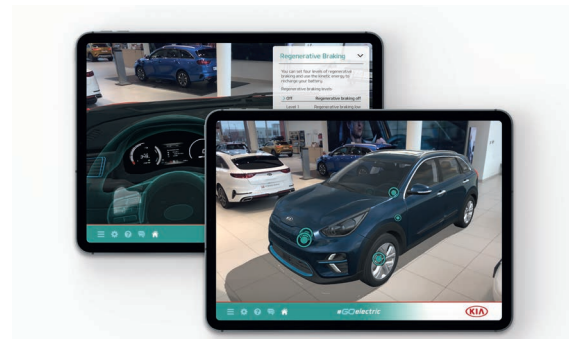 Regenerative Braking
You can set four levels of regenerative
braking and use the kinetic energy to
recharge your battery.
Regenerative braking levels
Off Regenerative braking off
Level 1 Regenerative braking low
#GOelectric
KIA